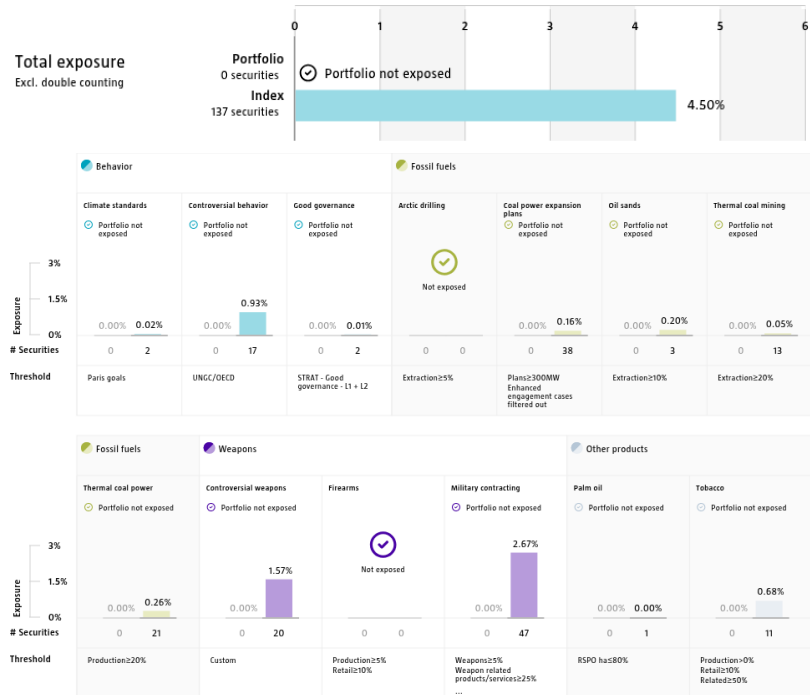 0 1 2 3 4 5 6
Total exposure
Excl. double counting
Portfolio
0 securities
Portfolio not exposed
Index
137 securities
4.50%
Behavior
Fossil fuels
Climate standards
Controversial behavior
Good governance
Arctic drilling
Coal power expansion
plans
Oil sands
Thermal coal mining
Portfolio not
exposed
Portfolio not
exposed
Portfolio not
exposed
Not exposed
Portfolio not
exposed
Portfolio not
exposed
Portfolio not
exposed
Exposure
3%
1.5%
0%
0.00% 0.02%
0.00% 0.93%
0.00% 0.01%
0.00% 0.16%
0.00% 0.20%
0.00% 0.05%
# Securities
0 2
0 17
0 2
0 0
0 38
0 3
0 13
Threshold
Paris goals
UNGC/OECD
STRAT - Good
governance - L1 + L2
Extraction≥5%
Plans≥300MW
Enhanced
engagement cases
filtered out
Extraction≥10%
Extraction≥20%
Fossil fuels
Weapons
Other products
Thermal coal power
Controversial weapons
Firearms
Military contracting
Palm oil
Tobacco
Portfolio not exposed
Portfolio not exposed
Not exposed
Portfolio not exposed
Portfolio not exposed
Portfolio not exposed
Exposure
3%
1.5%
0%
0.00% 0.26%
0.00% 1.57%
0.00% 2.67%
0.00% 0.00%
0.00% 0.68%
# Securities
0 21
0 20
0 0
0 47
0 1
0 11
Threshold
Production≥20%
Custom
Production≥5%
Retail≥10%
Weapons≥5%
Weapon related
products/services≥25%
...
RSPO ha≤80%
Production>0%
Retail≥10%
Related≥50%